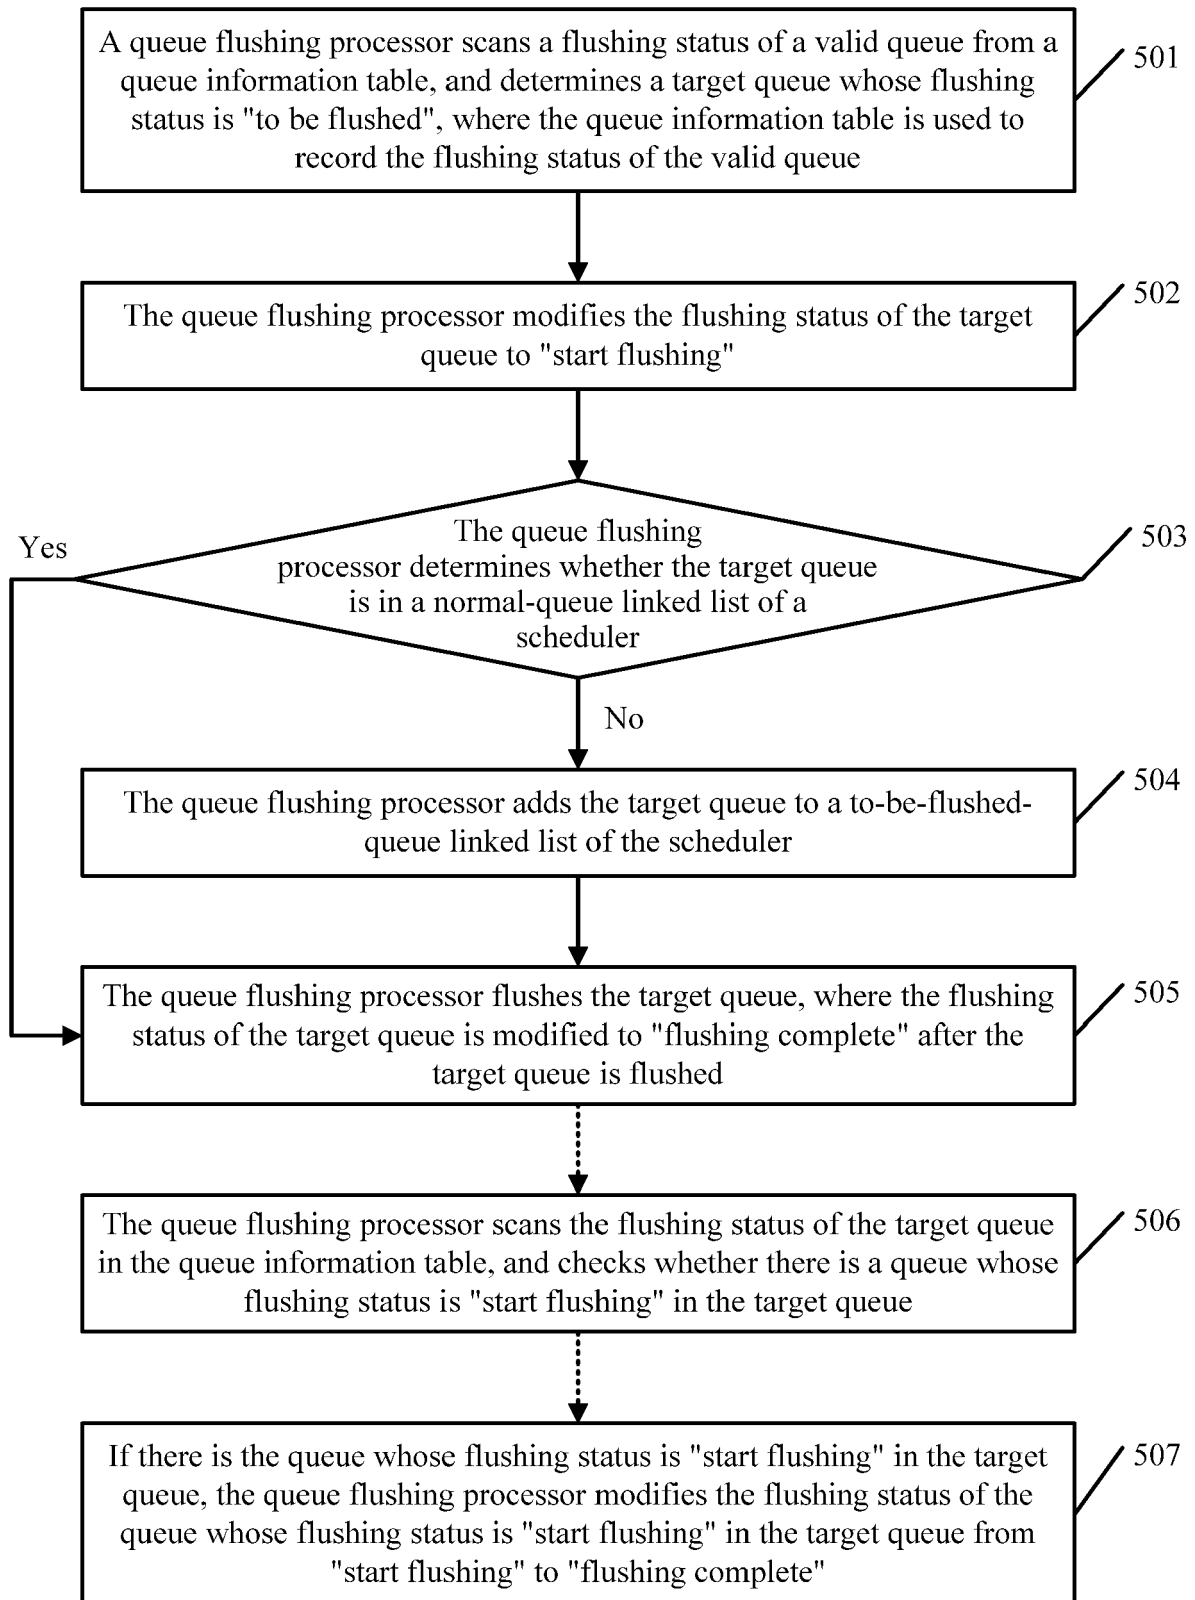 A queue flushing processor scans a flushing status of a valid queue from a
queue information table, and determines a target queue whose flushing
status is "to be flushed", where the queue information table is used to
record the flushing status of the valid queue
501
The queue flushing processor modifies the flushing status of the target
queue to "start flushing"
502
The queue flushing
processor determines whether the target queue
is in a normal-queue linked list of a
scheduler
503
Yes
No
The queue flushing processor adds the target queue to a to-be-flushed-
queue linked list of the scheduler
504
The queue flushing processor flushes the target queue, where the flushing
status of the target queue is modified to "flushing complete" after the
target queue is flushed
505
The queue flushing processor scans the flushing status of the target queue
in the queue information table, and checks whether there is a queue whose
flushing status is "start flushing" in the target queue
506
If there is the queue whose flushing status is "start flushing" in the target
queue, the queue flushing processor modifies the flushing status of the
queue whose flushing status is "start flushing" in the target queue from
"start flushing" to "flushing complete"
507